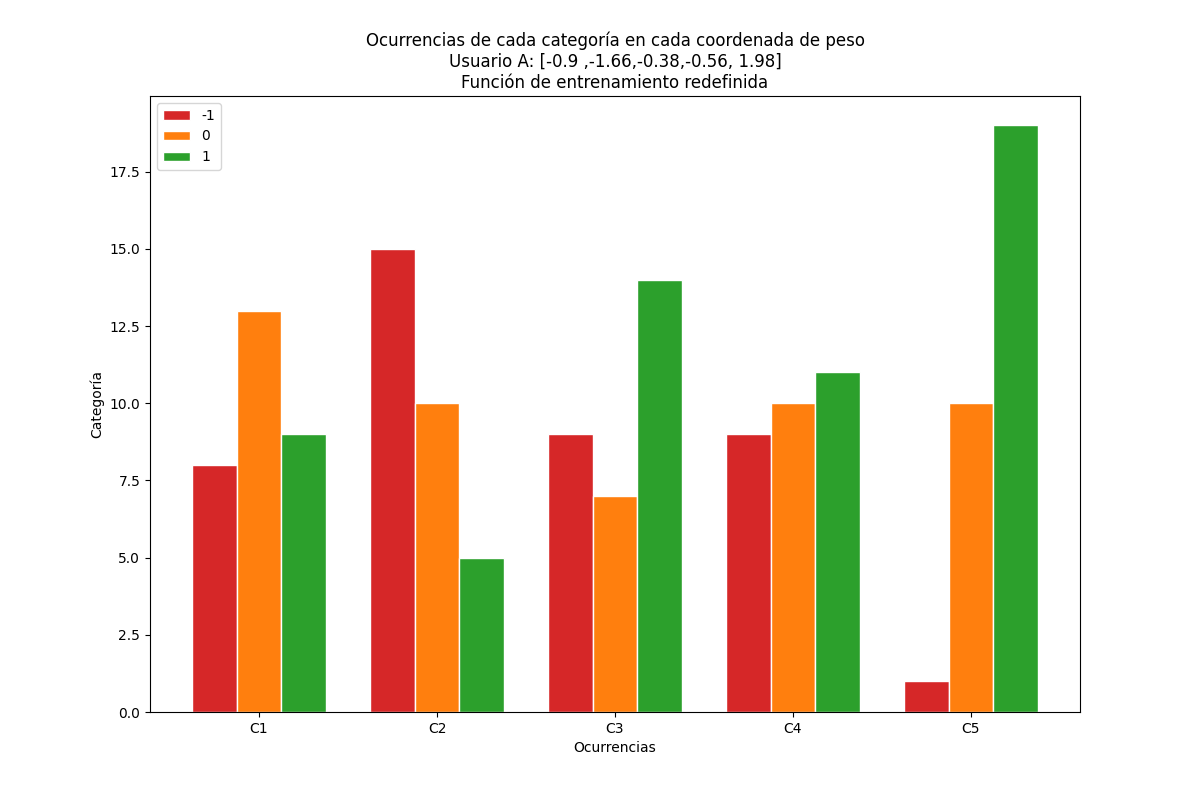 Ocurrencias de cada categoría en cada coordenada de peso
Usuario A: [-0.9 ,-1.66,-0.38,-0.56, 1.98]
Función de entrenamiento redefinida
-1
0
1
17.5
15.0
12.5
10.0
7.5
5.0
2.5
0.0
Categoría
C1 C2 C3 C4 C5
Ocurrencias